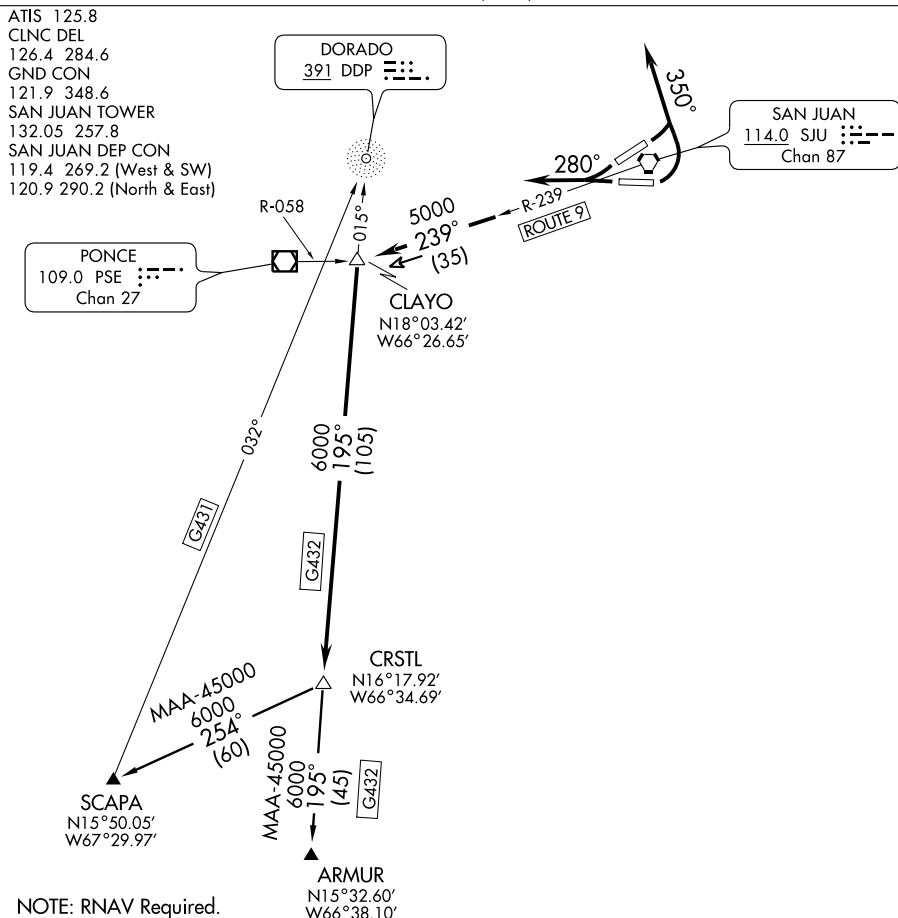 ATIS 125.8
CLNC DEL
126.4 284.6
GND CON
121.9 348.6
SAN JUAN TOWER
132.05 257.8
SAN JUAN DEP CON
119.4 269.2 (West & SW)
120.9 290.2 (North & East)
DORADO
391 DDP
350°
SAN JUAN
114.0 SJU
Chan 87
280°
R-239
ROUTE 9
5000
239°
(35)
R-058
015°
PONCE
109.0 PSE
Chan 27
CLAYO
N18°03.42'
W66°26.65'
032°
G431
6000
195°
(105)
G432
CRSTL
N16°17.92'
W66°34.69'
MAA-45000
6000
254°
(60)
MAA-45000
6000
195°
(45)
G432
SCAPA
N15°50.05'
W67°29.97'
ARMUR
N15°32.60'
W66°38.10'
NOTE: RNAV Required.